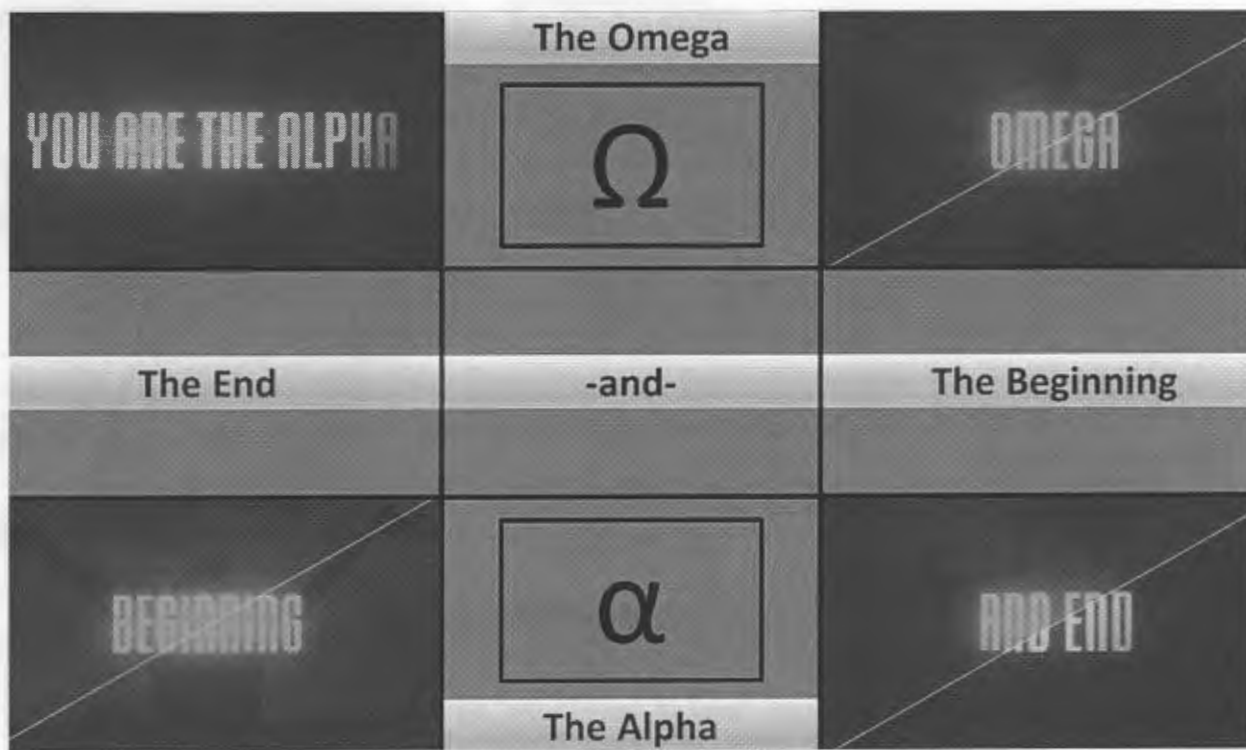 The Omega
YOU ARE THE ALPHA
Ω
OMEGA
The End
-and-
The Beginning
BEGINNING
α
AND END
The Alpha